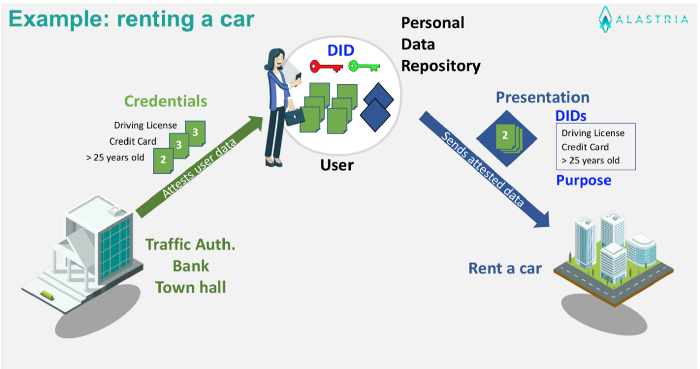 Example: renting a car
ALASTRIA
Personal
Data
Repository
DID
User
Credentials
Driving License
Credit Card
> 25 years old
2
3
3
Attests user data
Traffic Auth.
Bank
Town hall
Presentation
2
DIDs
Driving License
Credit Card
> 25 years old
Purpose
Sends attested data
Rent a car